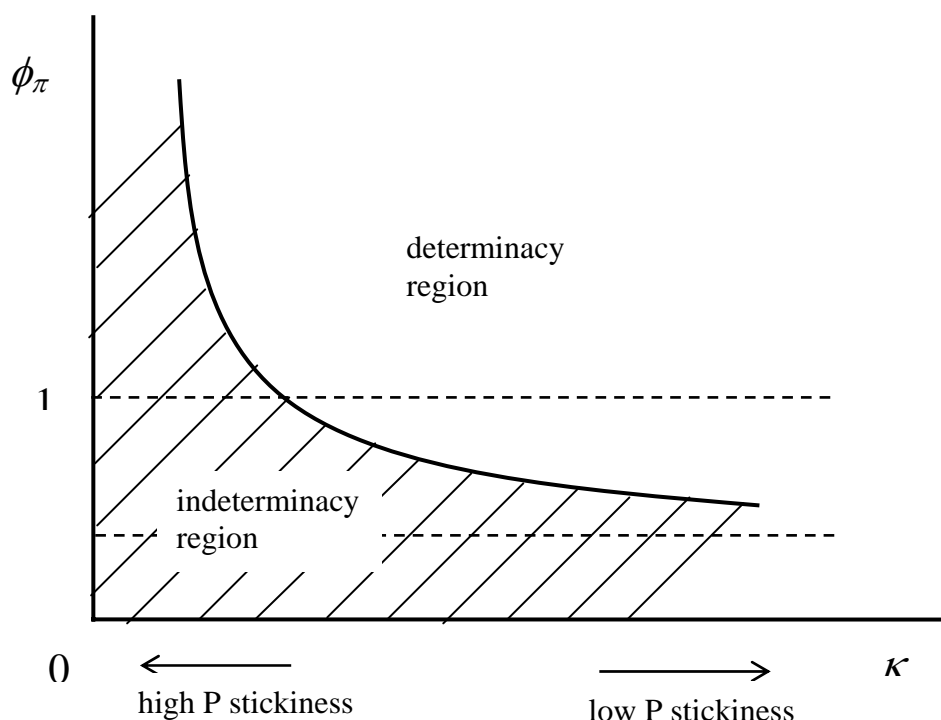 ϕπ
determinacy
region
1
indeterminacy
region
0
κ
high P stickiness
low P stickiness